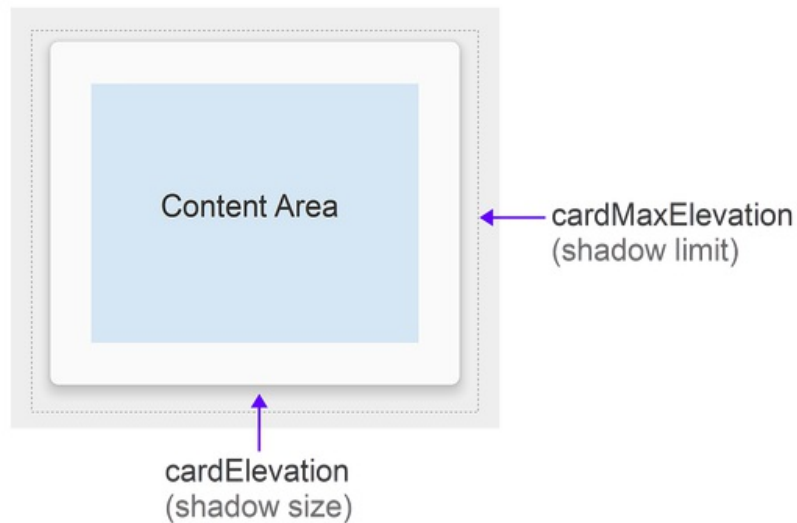 Content Area
cardMaxElevation
(shadow limit)
cardElevation
(shadow size)